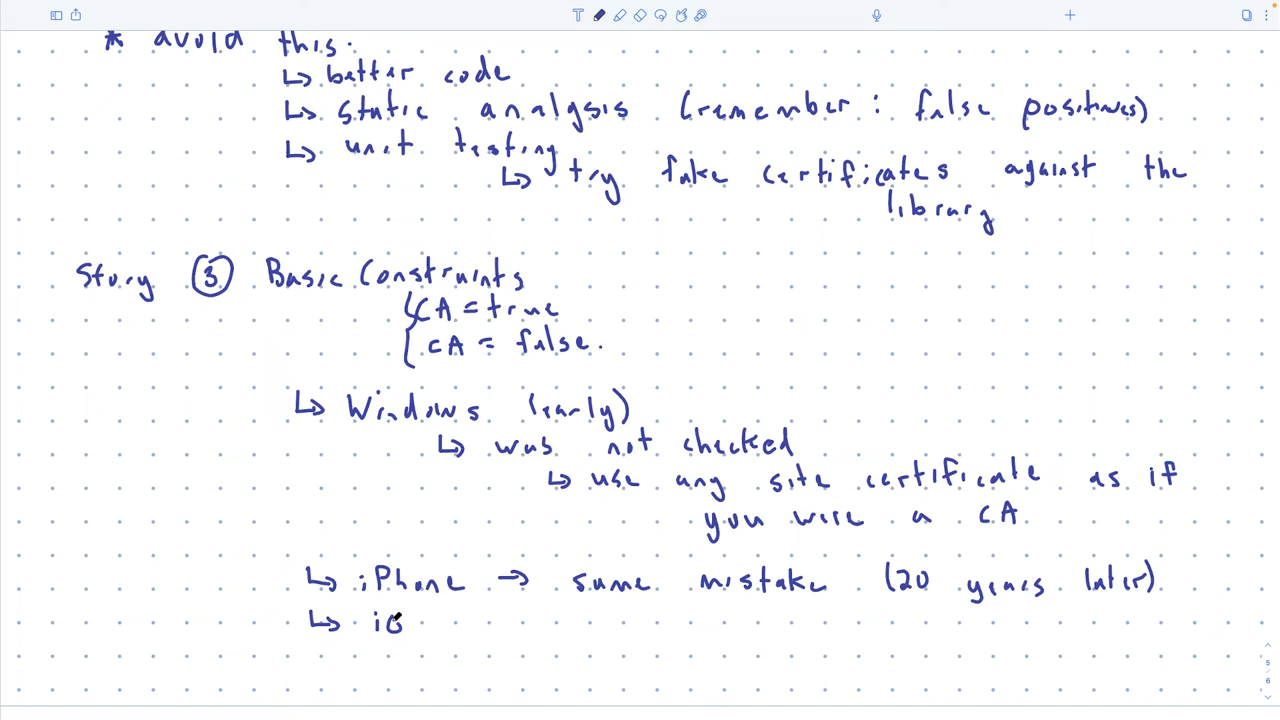 * avoid this.
↳ better code
↳ static analysis (remember : false positives)
↳ unit testing
↳ try fake certificates against the
library
Story ③ Basic Constraints
CA = true
CA = false.
↳ Windows (early)
↳ was not checked
↳ use any site certificate as if
you were a CA
↳ iPhone → same mistake (20 years later)
↳ iO
5
6